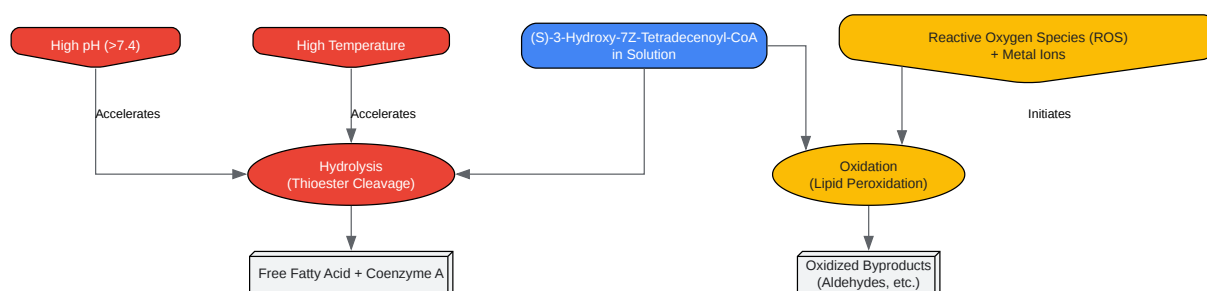 High pH (>7.4)
High Temperature
(S)-3-Hydroxy-7Z-Tetradecenoyl-CoA
in Solution
Reactive Oxygen Species (ROS)
+ Metal Ions
Accelerates
Accelerates
Initiates
Hydrolysis
(Thioester Cleavage)
Oxidation
(Lipid Peroxidation)
Free Fatty Acid + Coenzyme A
Oxidized Byproducts
(Aldehydes, etc.)